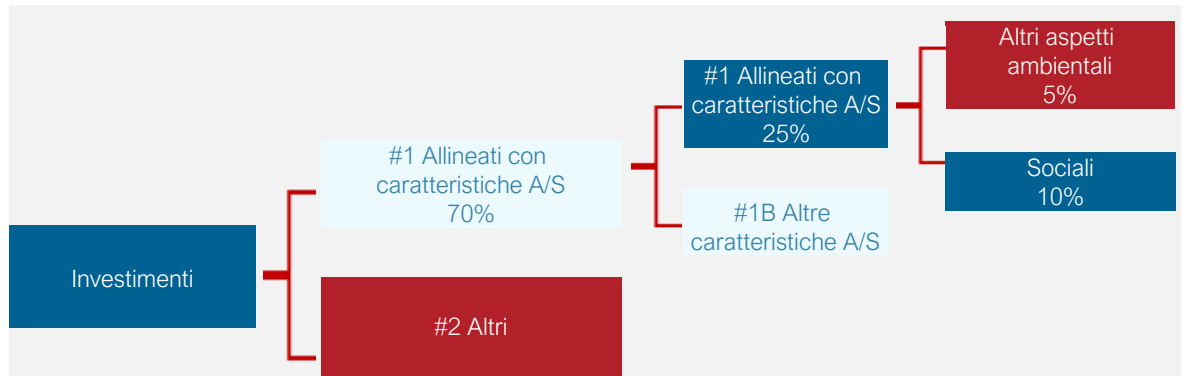 Investimenti
#1 Allineati con
caratteristiche A/S
70%
#2 Altri
#1 Allineati con
caratteristiche A/S
25%
#1B Altre
caratteristiche A/S
Altri aspetti
ambientali
5%
Sociali
10%